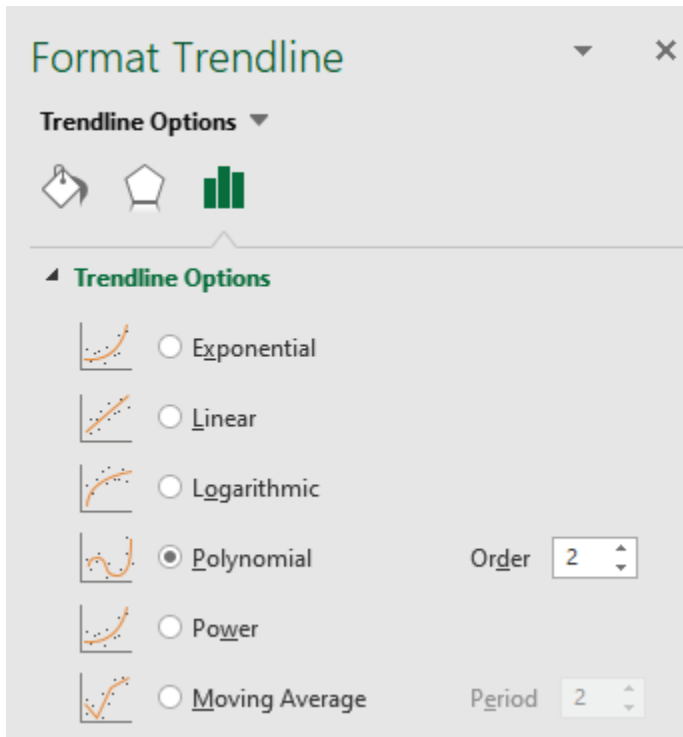 Format Trendline
Trendline Options
Trendline Options
Exponential
Linear
Logarithmic
Polynomial Order 2
Power
Moving Average Period 2